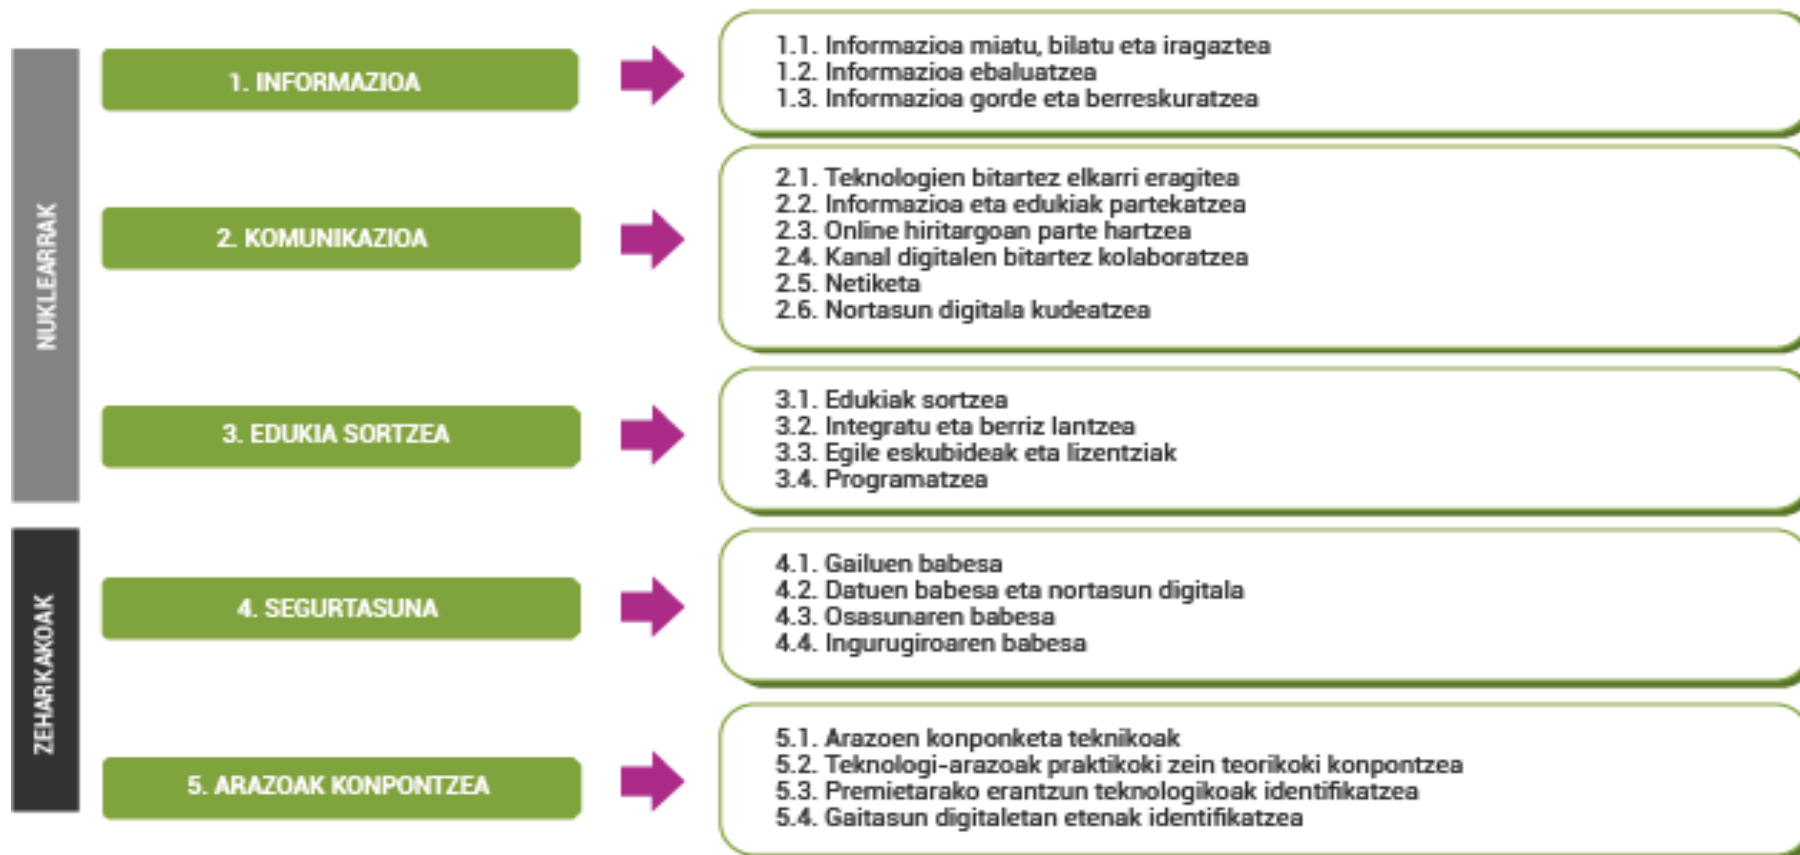 NUKLEARRAK
1. INFORMAZIOA
1.1. Informazioa miatu, bilatu eta iragaztea
1.2. Informazioa ebaluatzea
1.3. Informazioa gorde eta berreskuratzea
2. KOMUNIKAZIOA
2.1. Teknologien bitartez elkarri eragitea
2.2. Informazioa eta edukiak partekatzea
2.3. Online hiritargoan parte hartzea
2.4. Kanal digitalen bitartez kolaboratzea
2.5. Netiketa
2.6. Nortasun digitala kudeatzea
3. EDUKIA SORTZEA
3.1. Edukiak sortzea
3.2. Integratu eta berriz lantzea
3.3. Egile eskubideak eta lizentziak
3.4. Programatzea
ZEHARKAKOAK
4. SEGURTASUNA
4.1. Gailuen babesa
4.2. Datuen babesa eta nortasun digitala
4.3. Osasunaren babesa
4.4. Ingurugiroaren babesa
5. ARAZOAK KONPONTZEA
5.1. Arazoen konponketa teknikoak
5.2. Teknologi-arazoak praktikoki zein teorikoki konpontzea
5.3. Premietarako erantzun teknologikoak identifikatzea
5.4. Gaitasun digitaletan etenak identifikatzea